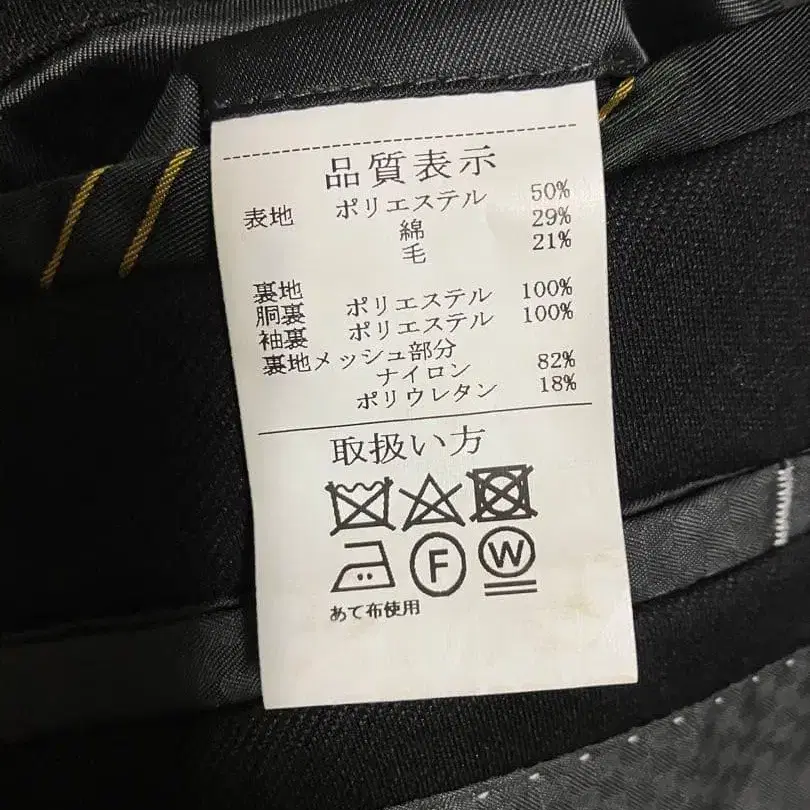 品質表示
表地 ポリエステル 50%
綿 29%
毛 21%
裏地
胴裏 ポリエステル 100%
袖裏 ポリエステル 100%
裏地メッシュ部分
ナイロン 82%
ポリウレタン 18%
取扱い方
F W
あて布使用